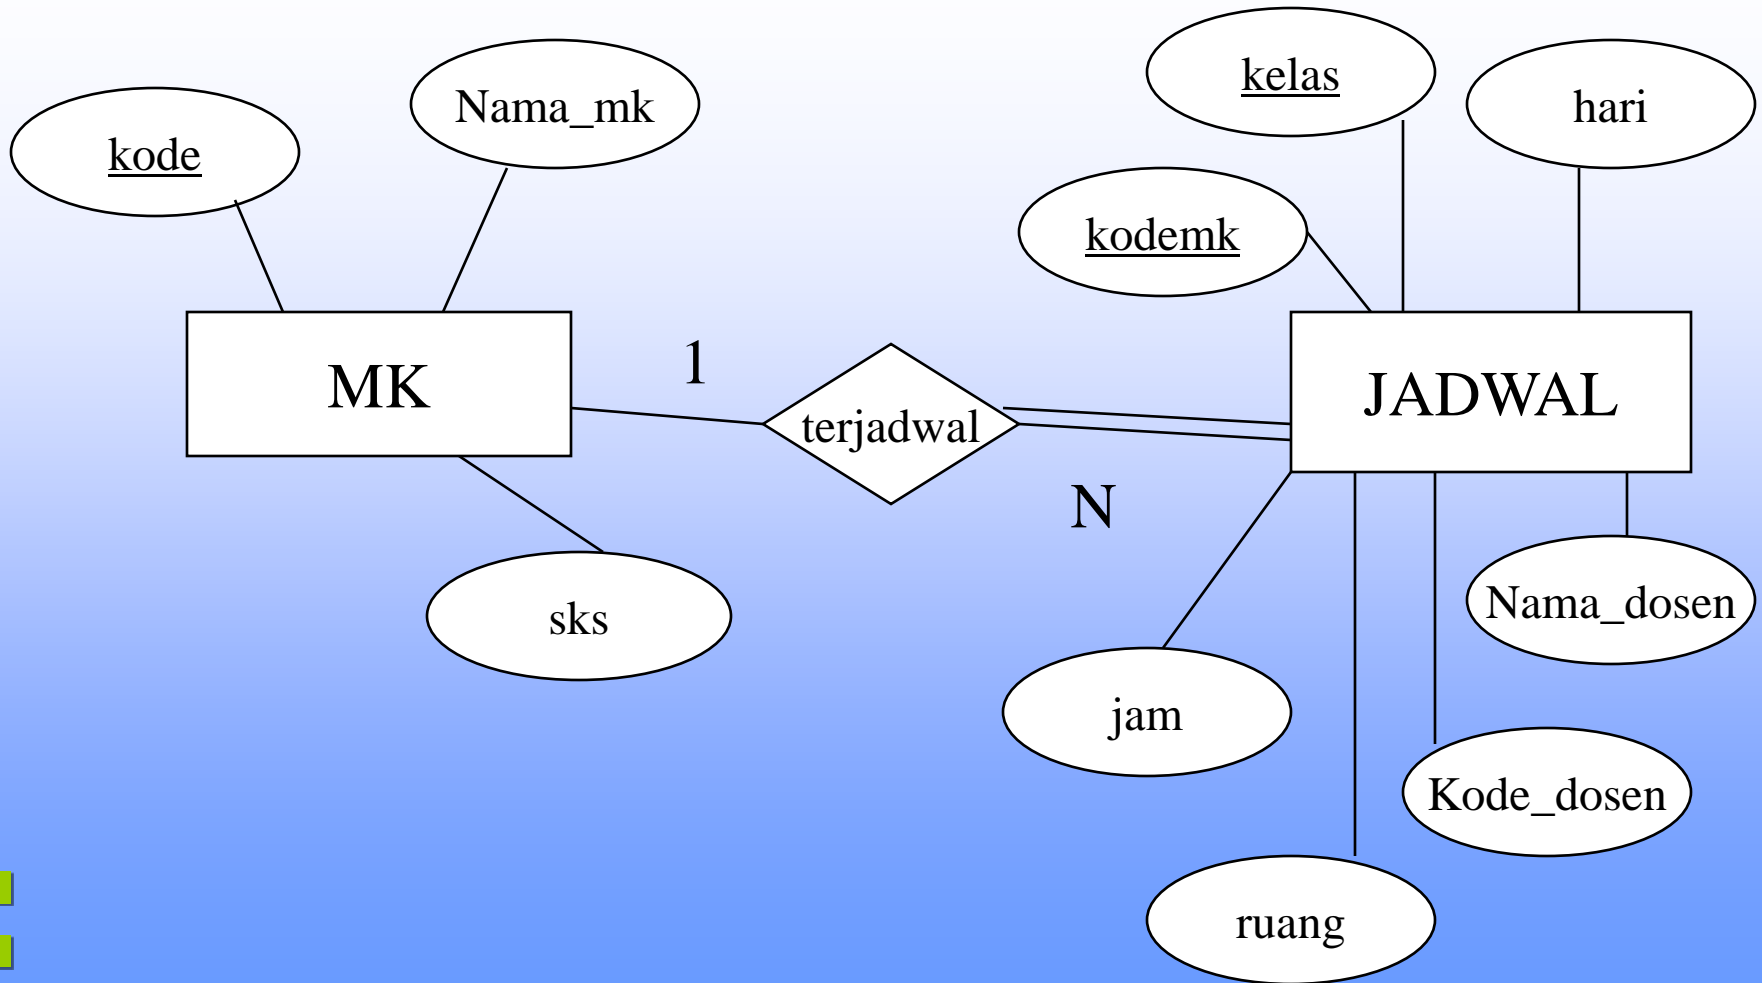 kelas
hari
Nama_mk
kode
kodemk
MK
1
terjadwal
JADWAL
N
Nama_dosen
sks
jam
Kode_dosen
ruang